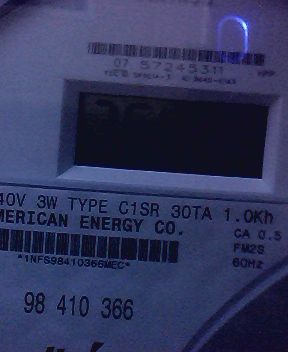 07 57245311
40V 3W TYPE C1SR 30TA 1.0Kh
MERICAN ENERGY CO.
CA 0.5
FM2S
60Hz
*1NFS98410366MEC*
98 410 366